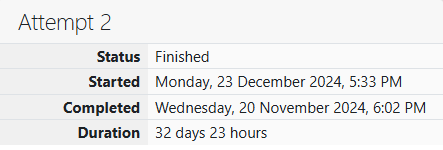 Attempt 2
Status Finished
Started Monday, 23 December 2024, 5:33 PM
Completed Wednesday, 20 November 2024, 6:02 PM
Duration 32 days 23 hours